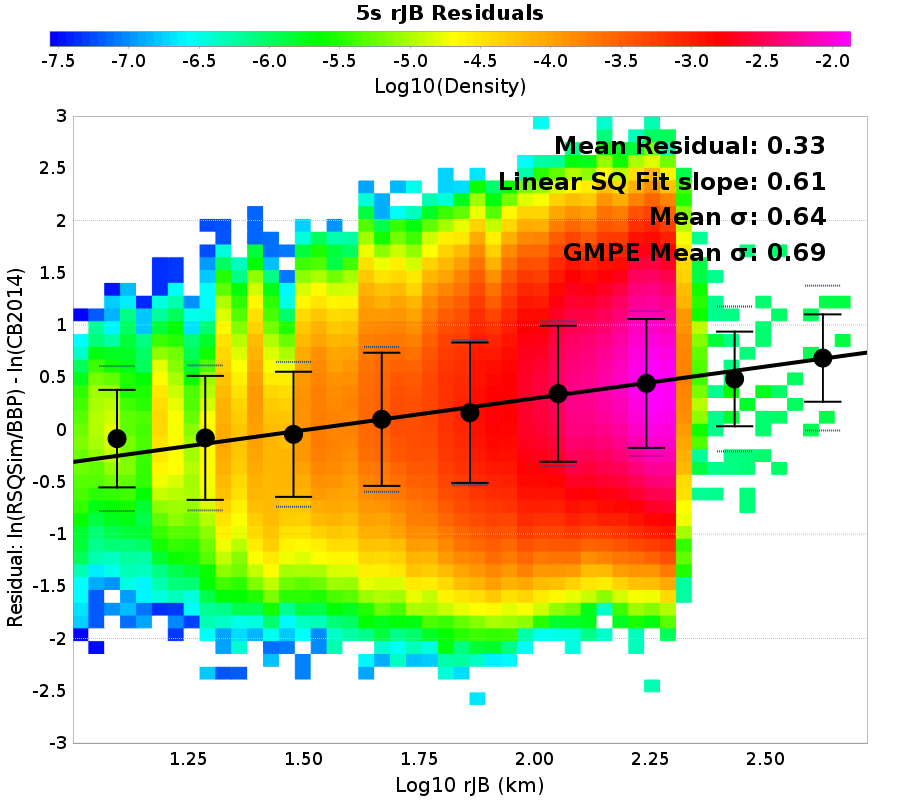 5s rJB Residuals
-7.5 -7.0 -6.5 -6.0 -5.5 -5.0 -4.5 -4.0 -3.5 -3.0 -2.5 -2.0
Log10(Density)
Mean Residual: 0.33
Linear SQ Fit slope: 0.61
Mean σ: 0.64
GMPE Mean σ: 0.69
3
2.5
2
1.5
1
0.5
0
-0.5
-1
-1.5
-2
-2.5
-3
Residual: ln(RSQSim/BBP) - ln(CB2014)
1.25 1.50 1.75 2.00 2.25 2.50
Log10 rJB (km)